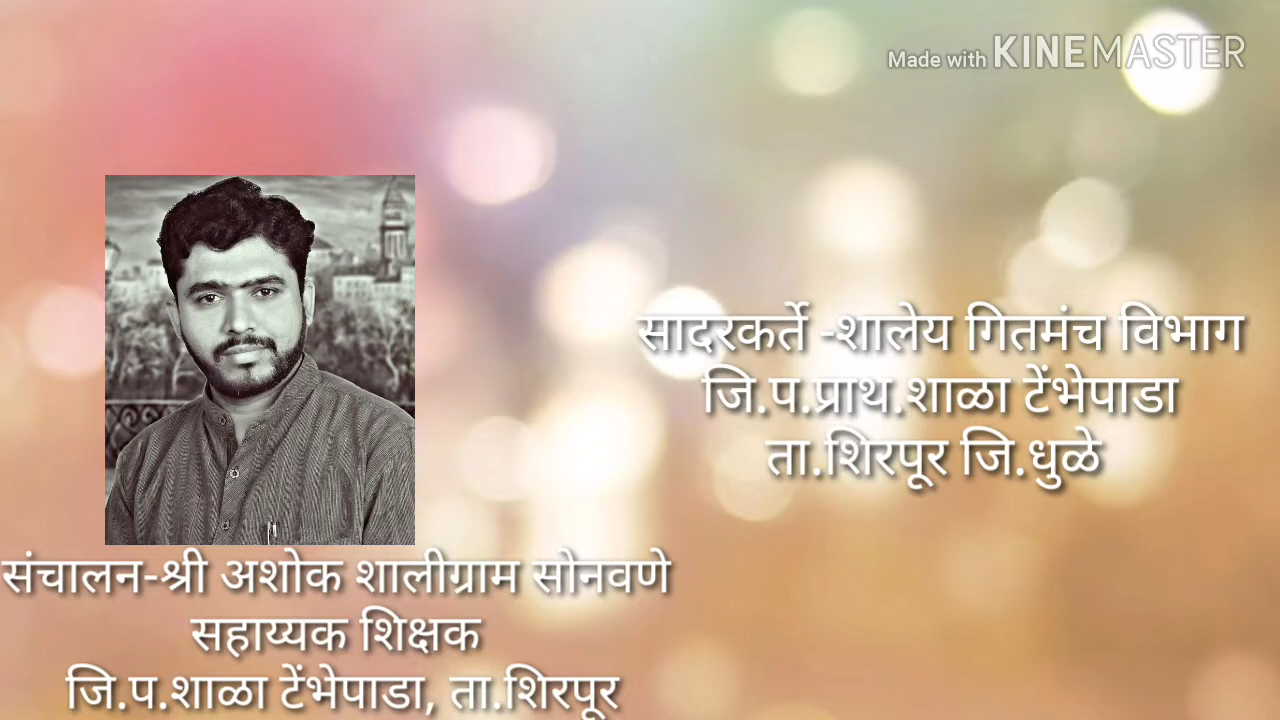 Made with KINEMASTER
सादरकर्ते -शालेय गितमंच विभाग
जि.प.प्राथ.शाळा टेंभेपाडा
ता.शिरपूर जि.धुळे
संचालन-श्री अशोक शालीग्राम सोनवणे
सहाय्यक शिक्षक
जि.प.शाळा टेंभेपाडा, ता.शिरपूर